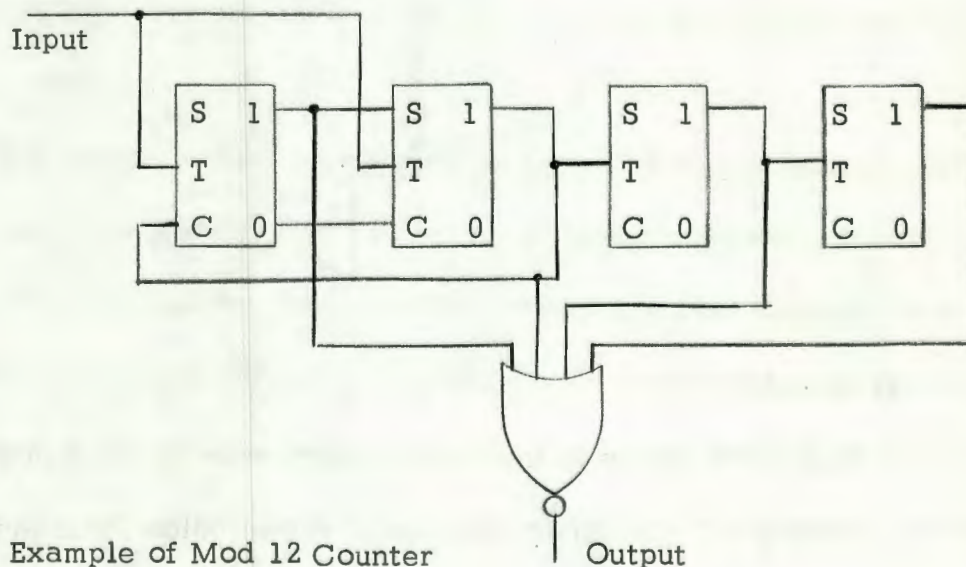 Input
S 1 S 1 S 1 S 1
T T T T
C 0 C 0 C 0 C 0
Example of Mod 12 Counter Output